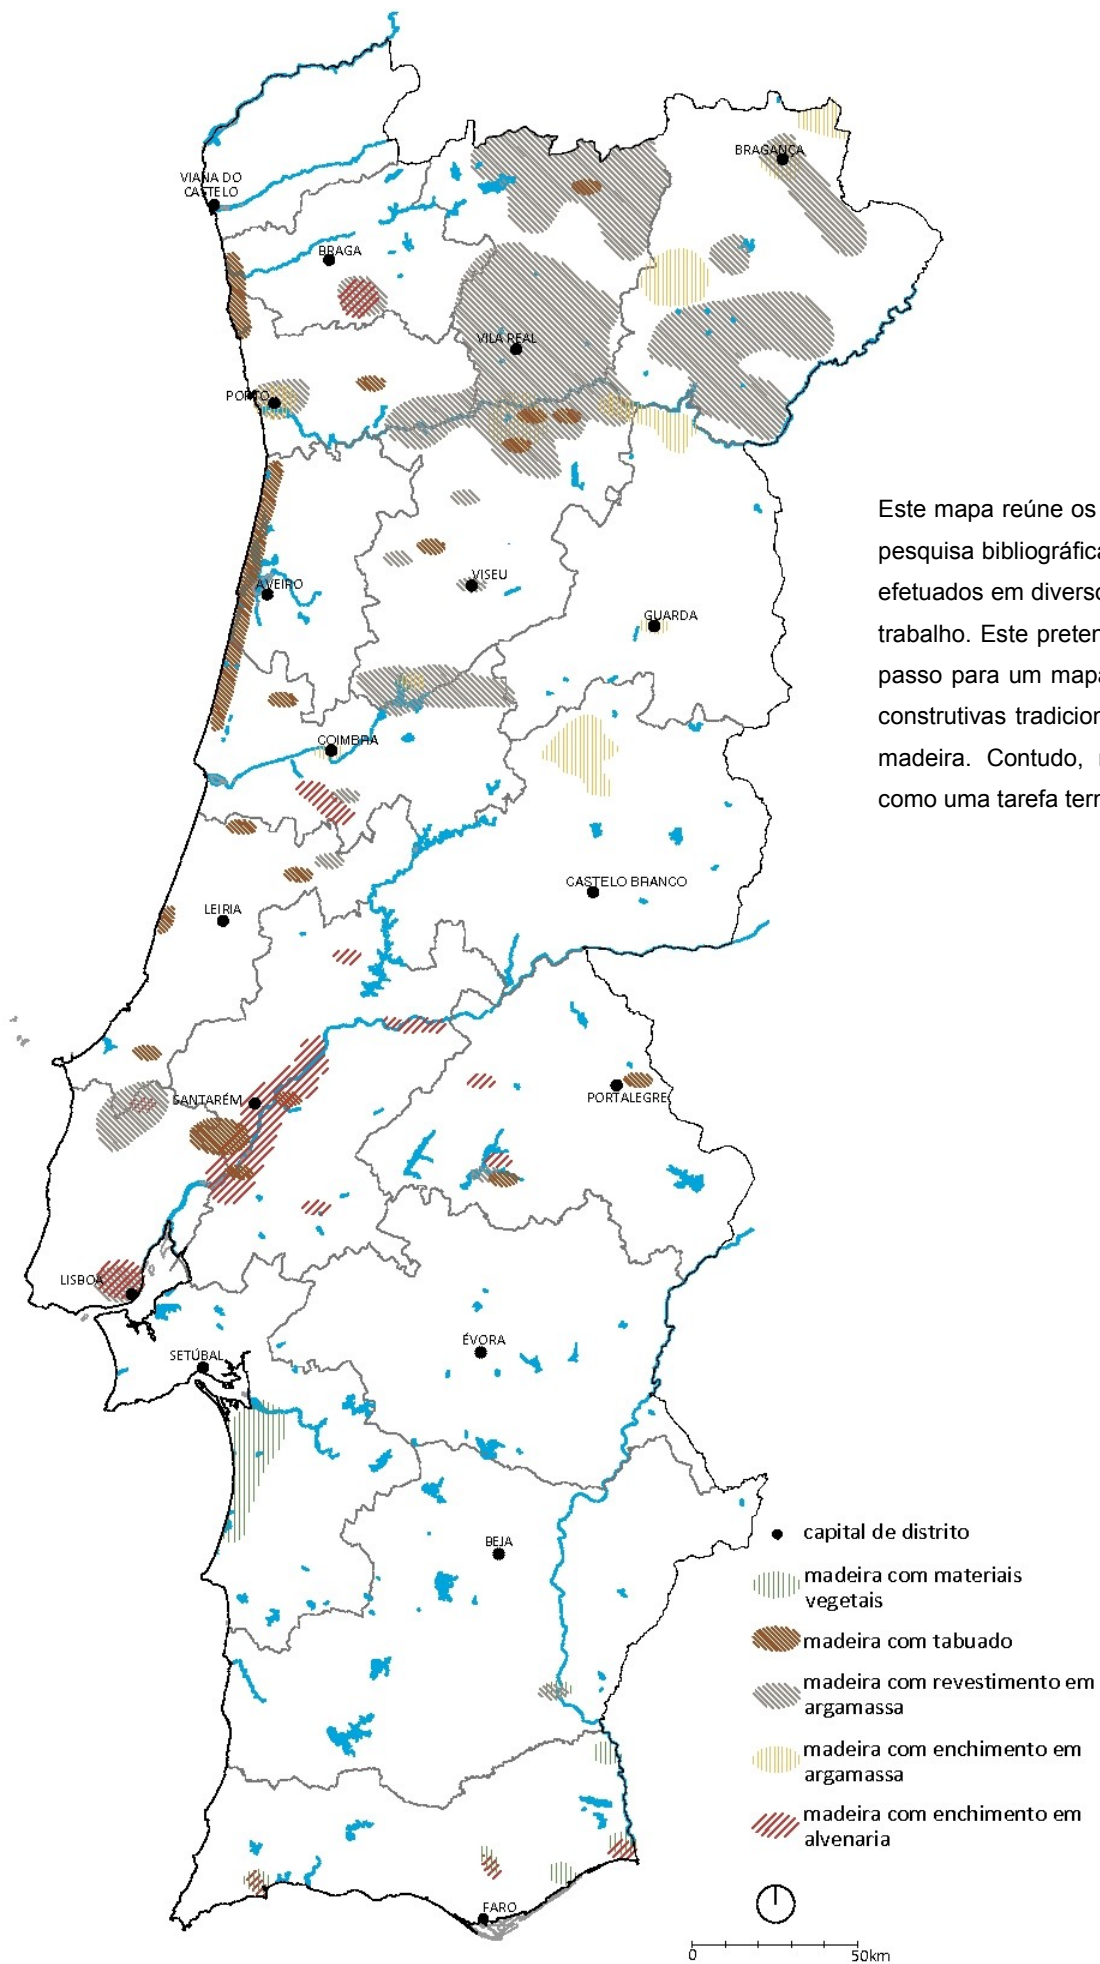 BRAGANÇA
VIANA DO
CASTELO
BRAGA
VILA REAL
PORTO
Este mapa reúne os
pesquisa bibliográfica
efetuados em diverso
AVEIRO
VISEU
GUARDA
trabalho. Este preten
passo para um mapa
construtivas tradicion
COIMBRA
madeira. Contudo,
como uma tarefa terr
CASTELO BRANCO
LEIRIA
SANTARÉM
PORTALEGRE
LISBOA
ÉVORA
SETÚBAL
BEJA
capital de distrito
madeira com materiais
vegetais
madeira com tabuado
madeira com revestimento em
argamassa
madeira com enchimento em
argamassa
madeira com enchimento em
alvenaria
FARO
0 50km